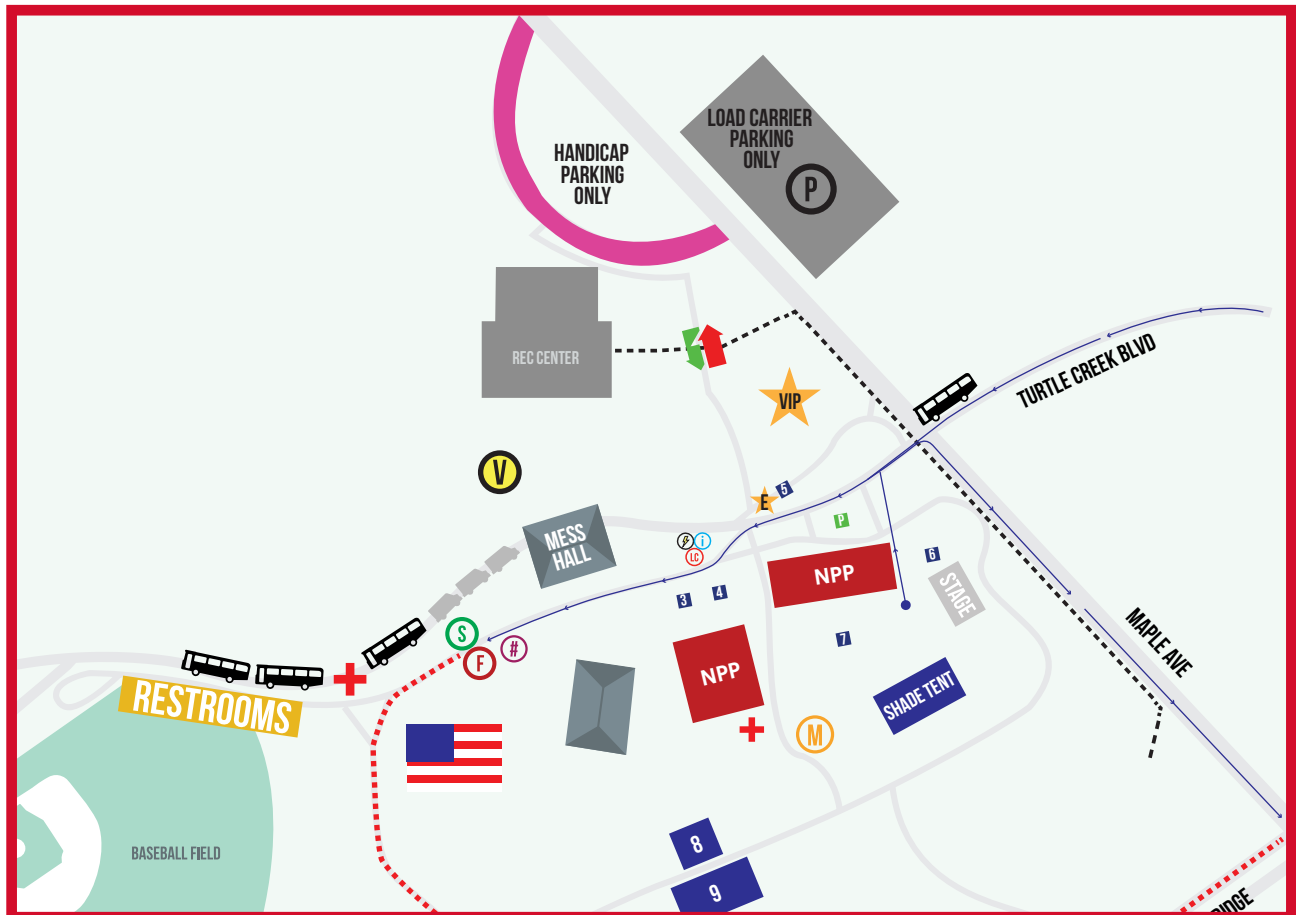 LOAD CARRIER
PARKING
ONLY
P
HANDICAP
PARKING
ONLY
REC CENTER
TURTLE CREEK BLVD
VIP
V
E
5
P
MESS
HALL
i
LC
NPP
6
STAGE
3
4
S
F
#
7
NPP
MAPLE AVE
SHADE TENT
RESTROOMS
M
BASEBALL FIELD
8
9